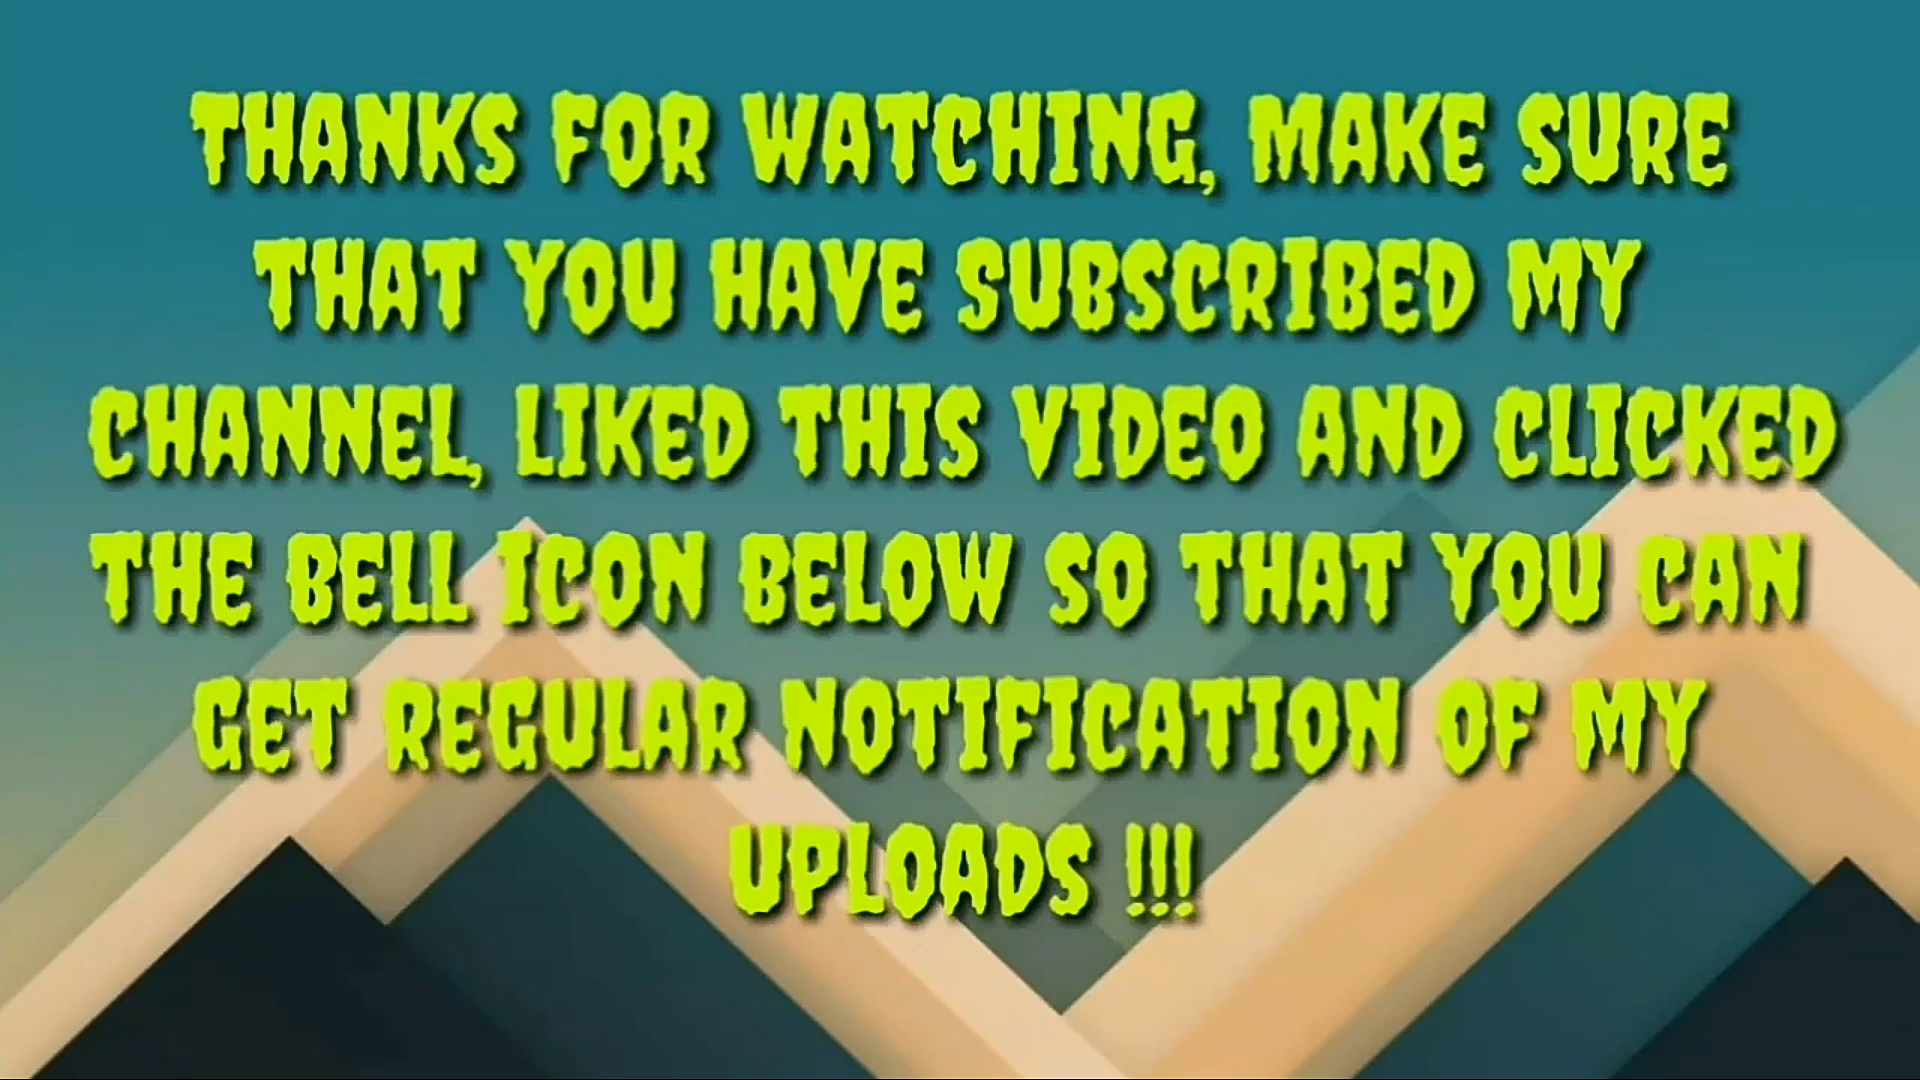 THANKS FOR WATCHING, MAKE SURE
THAT YOU HAVE SUBSCRIBED MY
CHANNEL, LIKED THIS VIDEO AND CLICKED
THE BELL ICON BELOW SO THAT YOU CAN
GET REGULAR NOTIFICATION OF MY
UPLOADS !!!